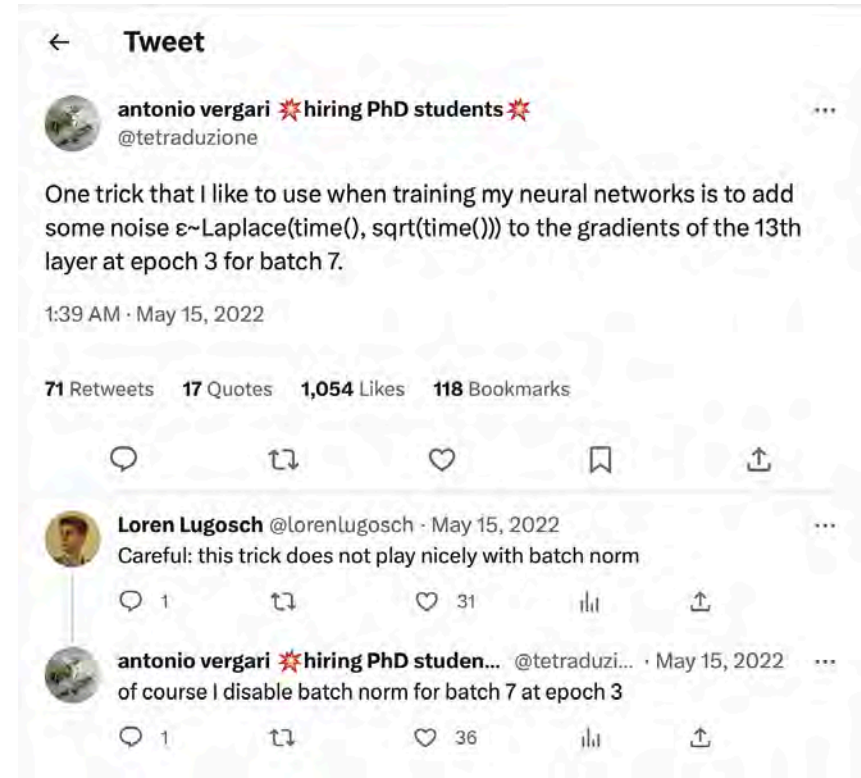 ← Tweet
antonio vergari 💥hiring PhD students💥
@tetraduzione
One trick that I like to use when training my neural networks is to add
some noise ε~Laplace(time(), sqrt(time())) to the gradients of the 13th
layer at epoch 3 for batch 7.
1:39 AM · May 15, 2022
71 Retweets 17 Quotes 1,054 Likes 118 Bookmarks
Loren Lugosch @lorenlugosch · May 15, 2022
Careful: this trick does not play nicely with batch norm
1 31
antonio vergari 💥hiring PhD studen... @tetraduzi... · May 15, 2022
of course I disable batch norm for batch 7 at epoch 3
1 36